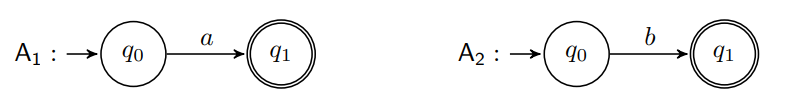 A₁ : q₀ a q₁ A₂ : q₀ b q₁